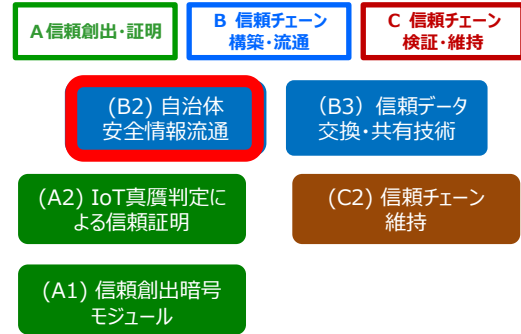 A信頼創出・証明
B 信頼チェーン
構築・流通
C 信頼チェーン
検証・維持
(B2) 自治体
安全情報流通
(B3) 信頼データ
交換・共有技術
(A2) IoT真贋判定に
よる信頼証明
(C2) 信頼チェーン
維持
(A1) 信頼創出暗号
モジュール